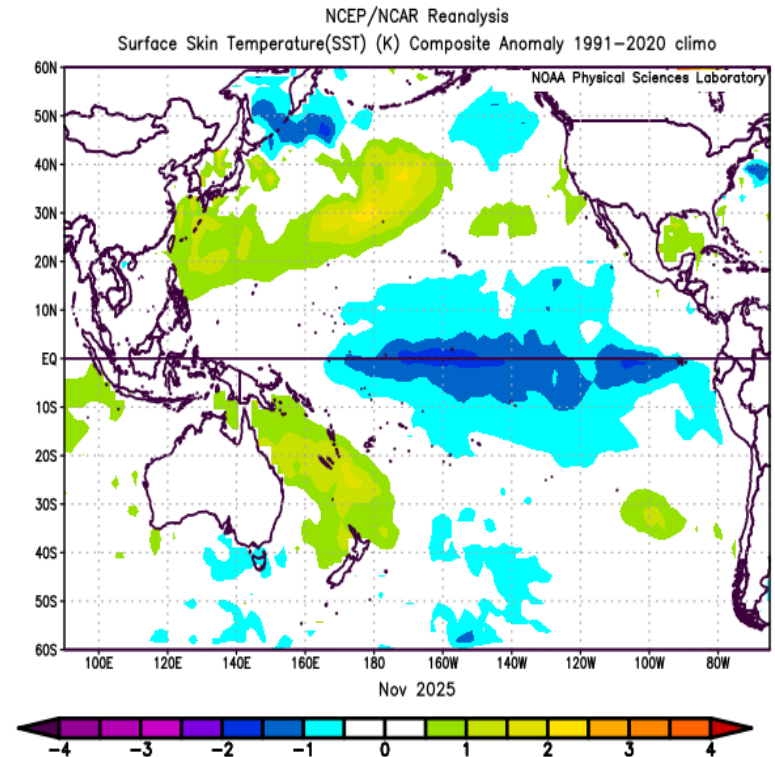 NCEP/NCAR Reanalysis
Surface Skin Temperature(SST) (K) Composite Anomaly 1991-2020 climo
NOAA Physical Sciences Laboratory
60N
50N
40N
30N
20N
10N
EQ
10S
20S
30S
40S
50S
60S
100E 120E 140E 160E 180 160W 140W 120W 100W 80W
Nov 2025
-4 -3 -2 -1 0 1 2 3 4